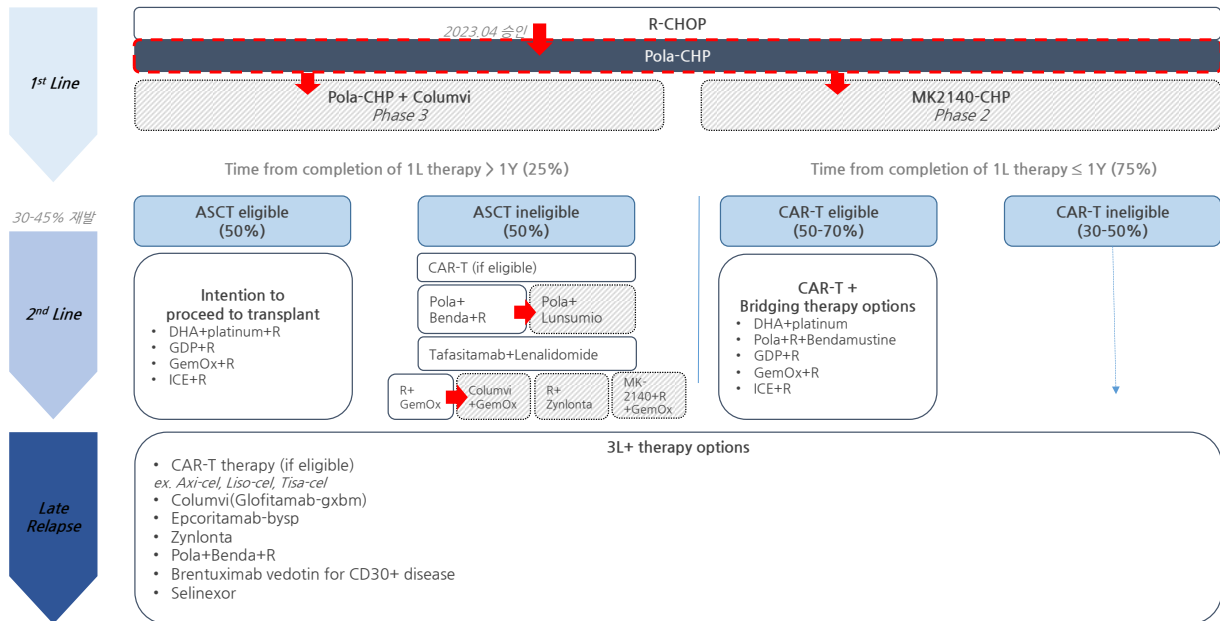 R-CHOP
2023.04 승인
Pola-CHP
1st Line
Pola-CHP + Columvi
Phase 3
MK2140-CHP
Phase 2
Time from completion of 1L therapy > 1Y (25%)
Time from completion of 1L therapy ≤ 1Y (75%)
30-45% 재발
ASCT eligible
(50%)
ASCT ineligible
(50%)
CAR-T eligible
(50-70%)
CAR-T ineligible
(30-50%)
2nd Line
Intention to
proceed to transplant
• DHA+platinum+R
• GDP+R
• GemOx+R
• ICE+R
CAR-T (if eligible)
Pola+
Benda+R
Pola+
Lunsumio
Tafasitamab+Lenalidomide
R+
GemOx
Columvi
+GemOx
R+
Zynlonta
MK-
2140+R
+GemOx
CAR-T +
Bridging therapy options
• DHA+platinum
• Pola+R+Bendamustine
• GDP+R
• GemOx+R
• ICE+R
Late
Relapse
3L+ therapy options
• CAR-T therapy (if eligible)
ex. Axi-cel, Liso-cel, Tisa-cel
• Columvi(Glofitamab-gxbm)
• Epcoritamab-bysp
• Zynlonta
• Pola+Benda+R
• Brentuximab vedotin for CD30+ disease
• Selinexor